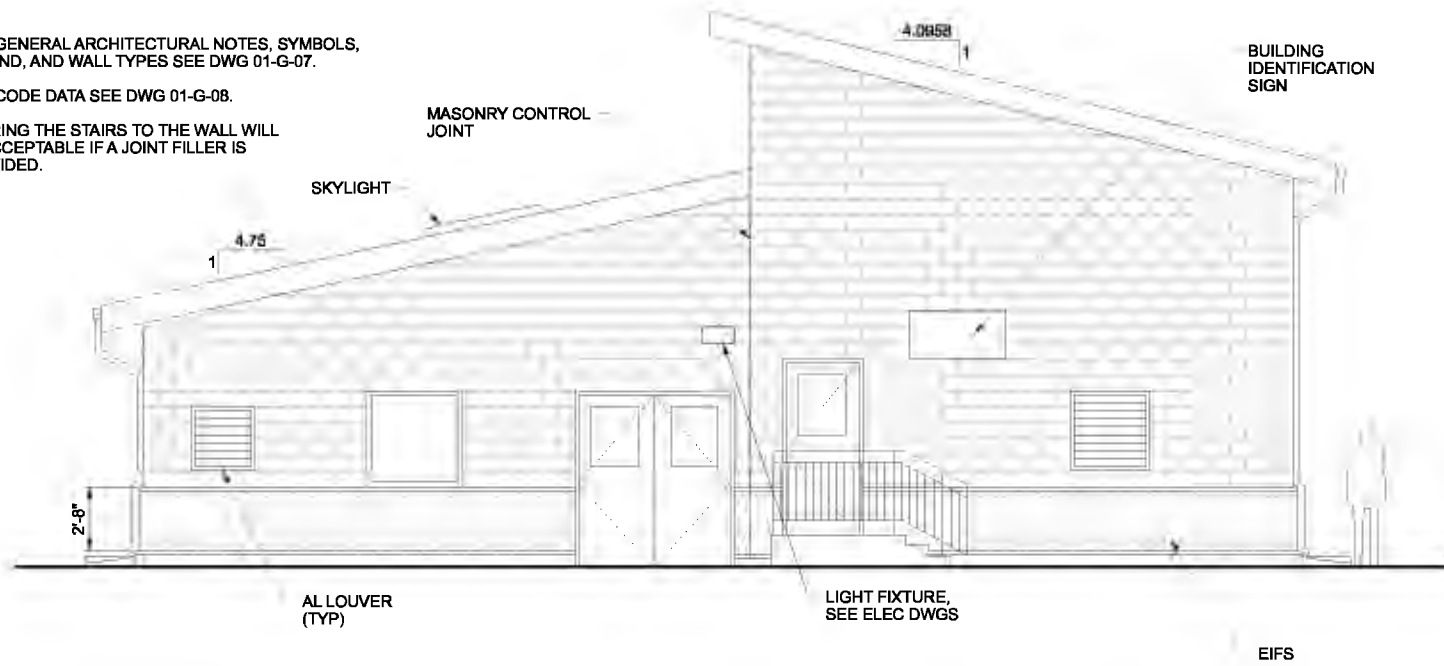 GENERAL ARCHITECTURAL NOTES, SYMBOLS,
ND, AND WALL TYPES SEE DWG 01-G-07.
CODE DATA SEE DWG 01-G-08.
RING THE STAIRS TO THE WALL WILL
CCEPTABLE IF A JOINT FILLER IS
VIDED.
4.0958
1
BUILDING
IDENTIFICATION
SIGN
MASONRY CONTROL
JOINT
SKYLIGHT
4.75
1
2'-8"
AL LOUVER
(TYP)
LIGHT FIXTURE,
SEE ELEC DWGS
EIFS